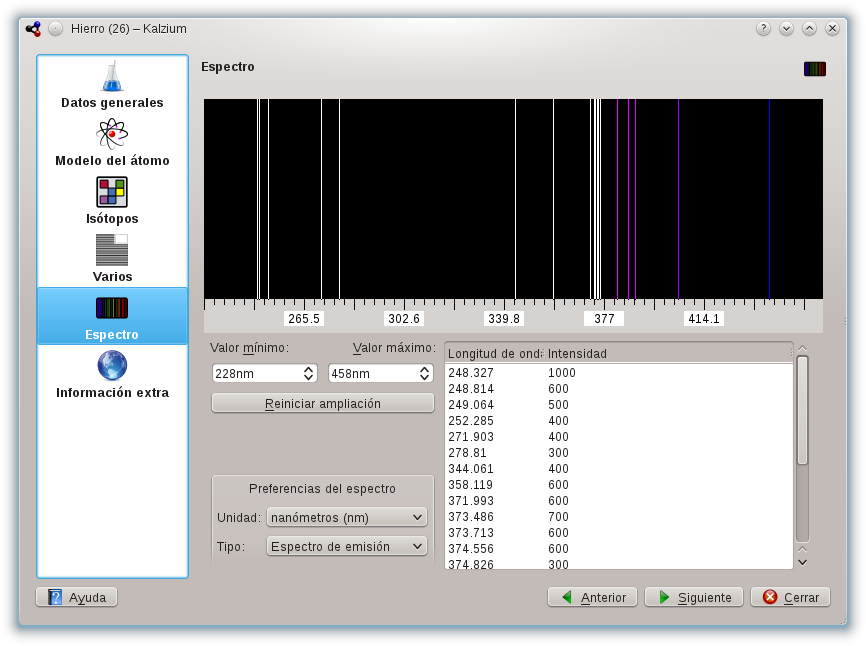 Hierro (26) – Kalzium
Datos generales
Modelo del átomo
Isótopos
Varios
Espectro
Información extra
Espectro
265.5 302.6 339.8 377 414.1
Valor mínimo: Valor máximo:
228nm 458nm
Reiniciar ampliación
Preferencias del espectro
Unidad: nanómetros (nm)
Tipo: Espectro de emisión
Longitud de onda Intensidad
248.327 1000
248.814 600
249.064 500
252.285 400
271.903 400
278.81 300
344.061 400
358.119 600
371.993 600
373.486 700
373.713 600
374.556 600
374.826 300
Ayuda Anterior Siguiente Cerrar